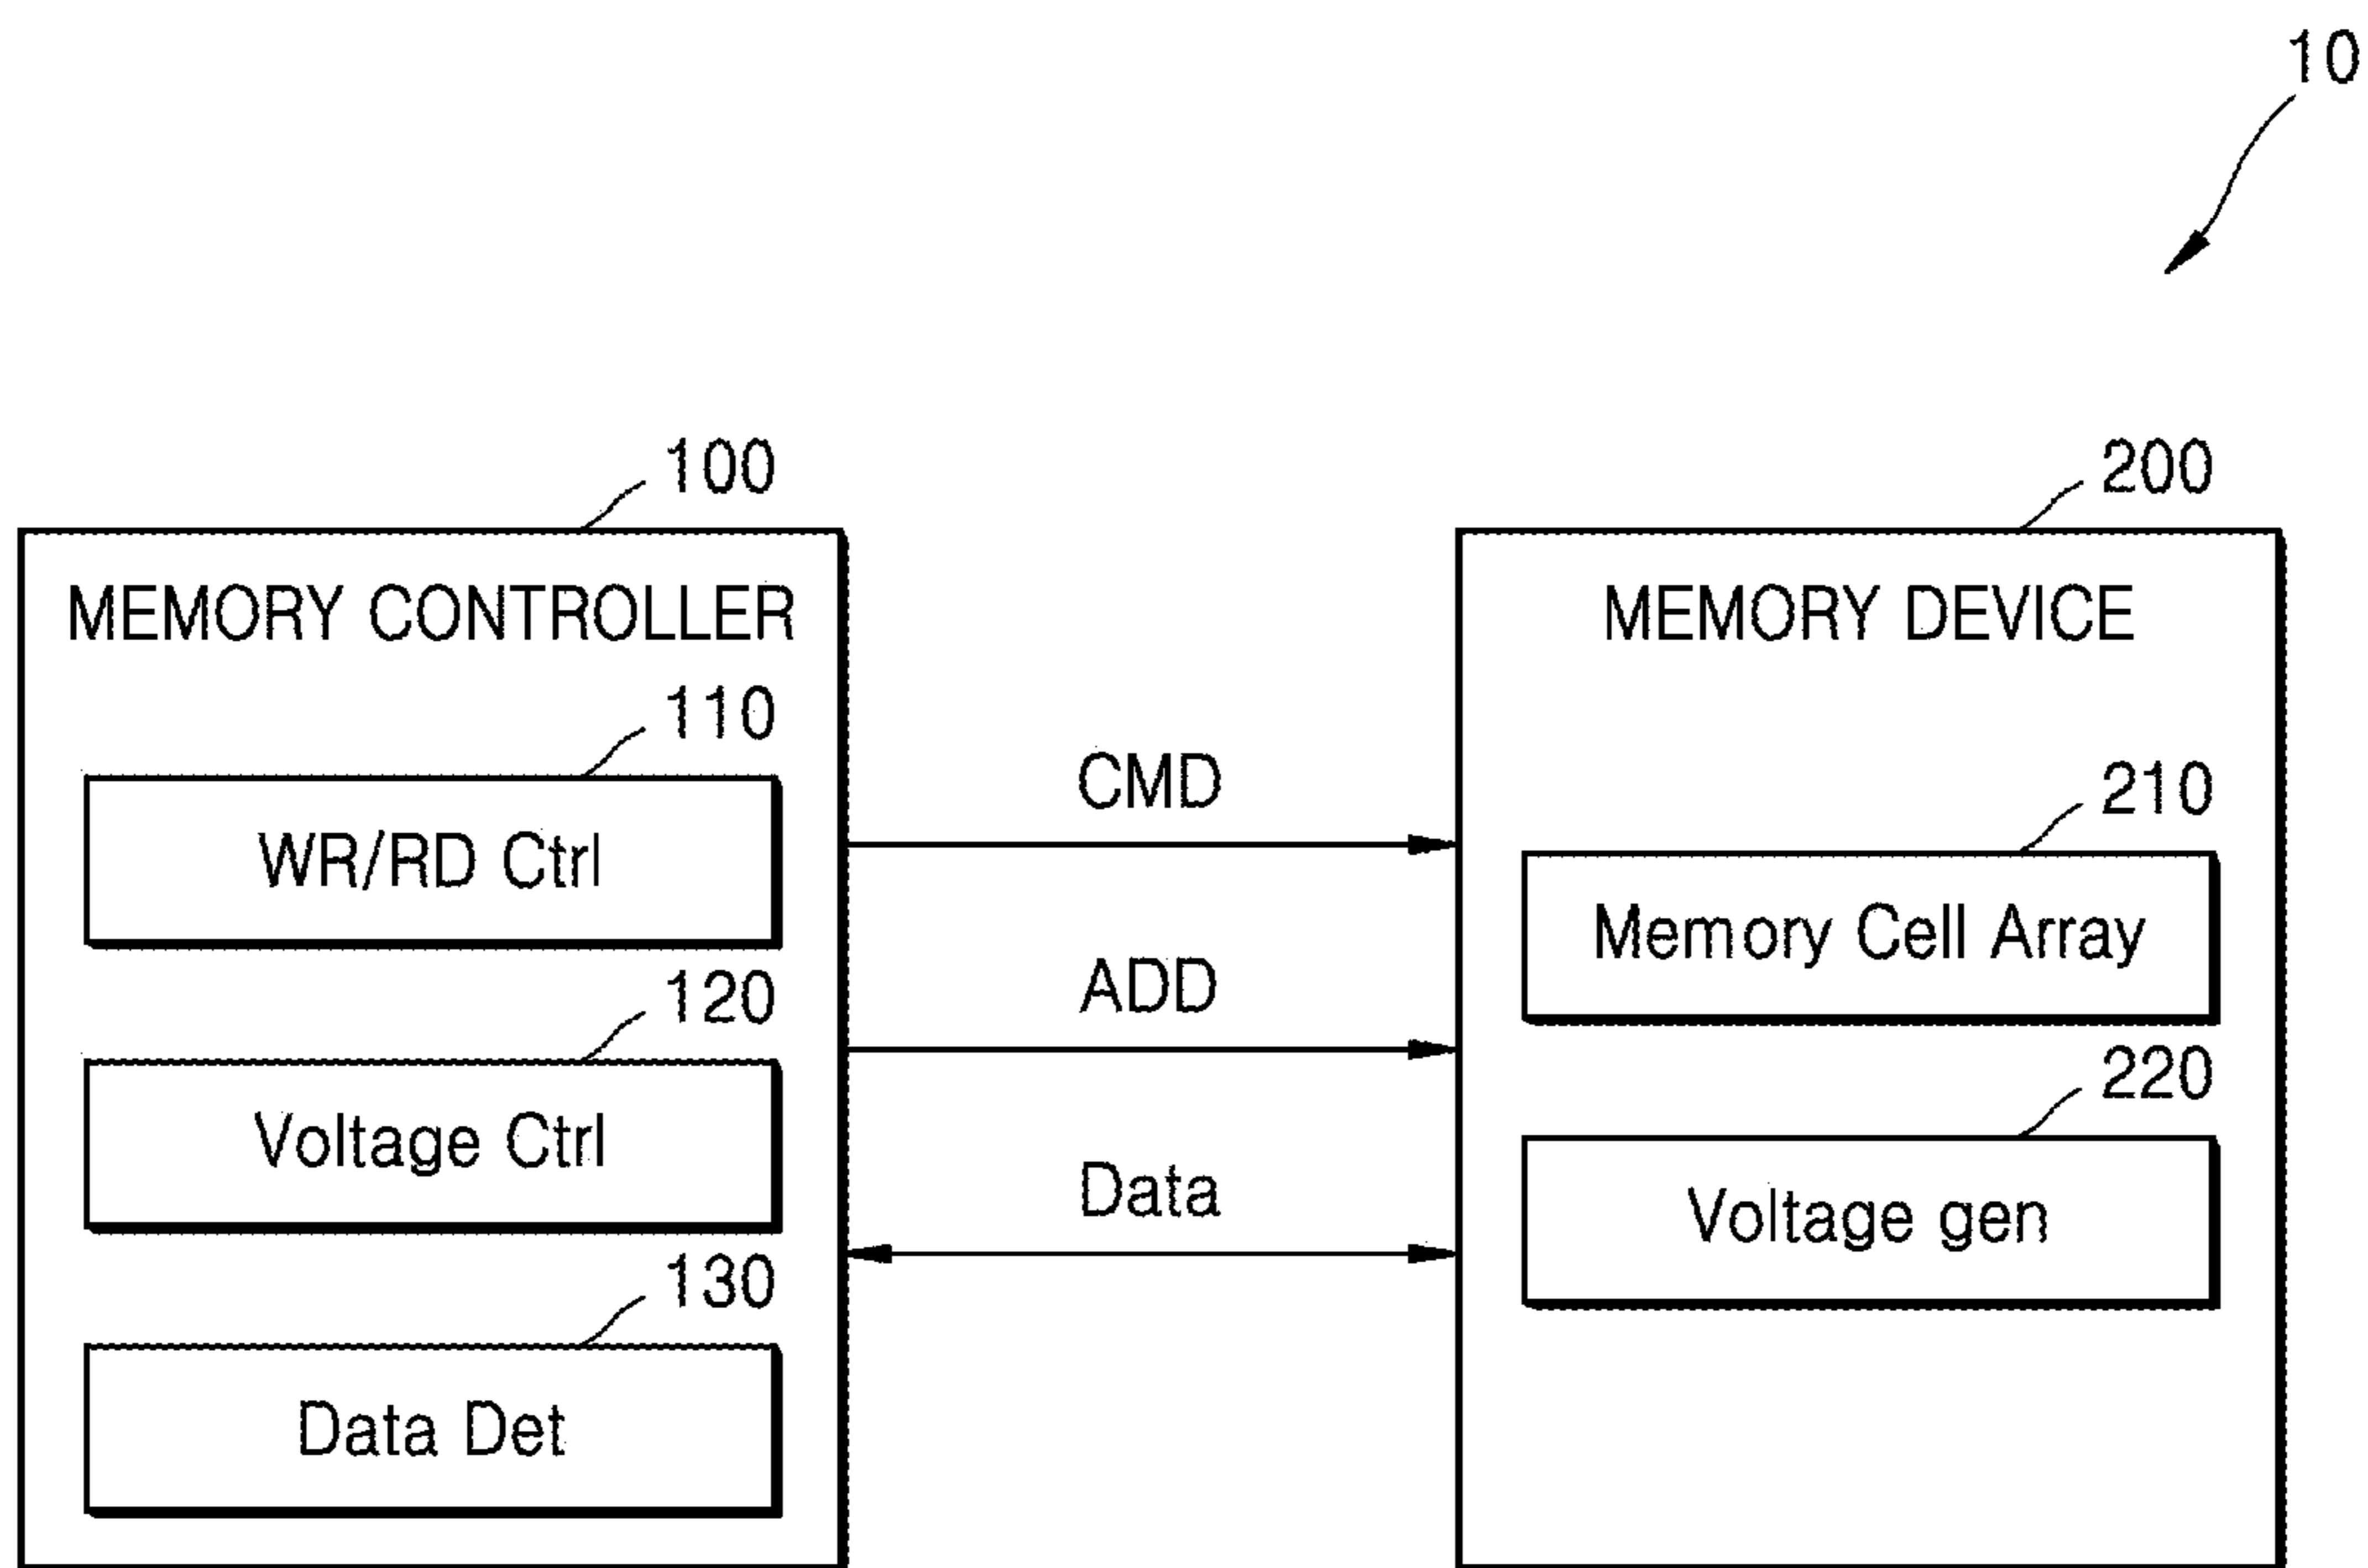 10
100
200
MEMORY CONTROLLER
MEMORY DEVICE
110
WR/RD Ctrl
120
Voltage Ctrl
130
Data Det
CMD
ADD
Data
210
Memory Cell Array
220
Voltage gen